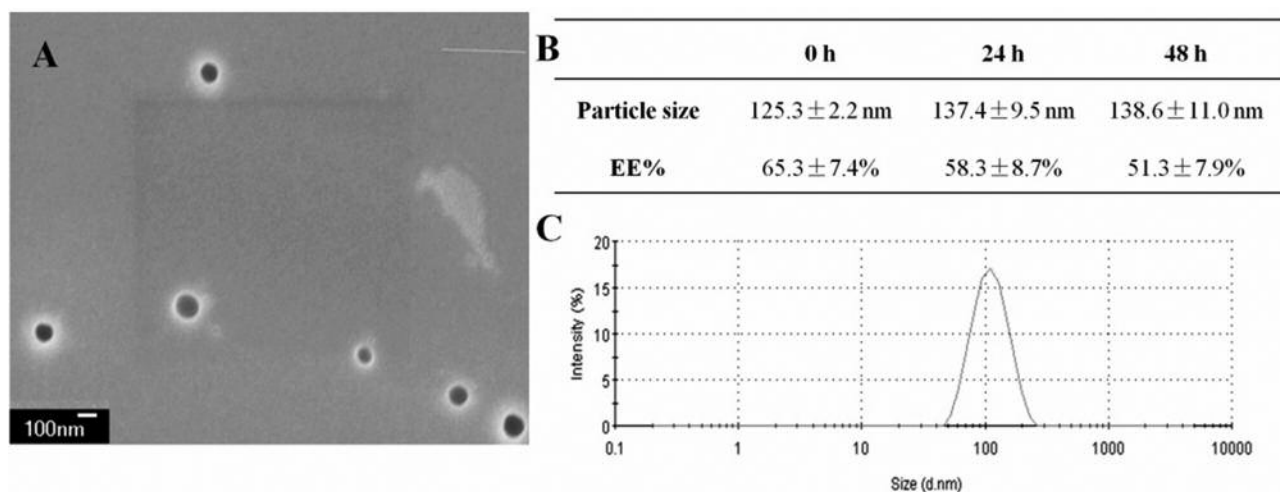 A
100nm
B
0 h 24 h 48 h
Particle size 125.3±2.2 nm 137.4±9.5 nm 138.6±11.0 nm
EE% 65.3±7.4% 58.3±8.7% 51.3±7.9%
C
20
15
10
5
0
Intensity (%)
0.1 1 10 100 1000 10000
Size (d.nm)